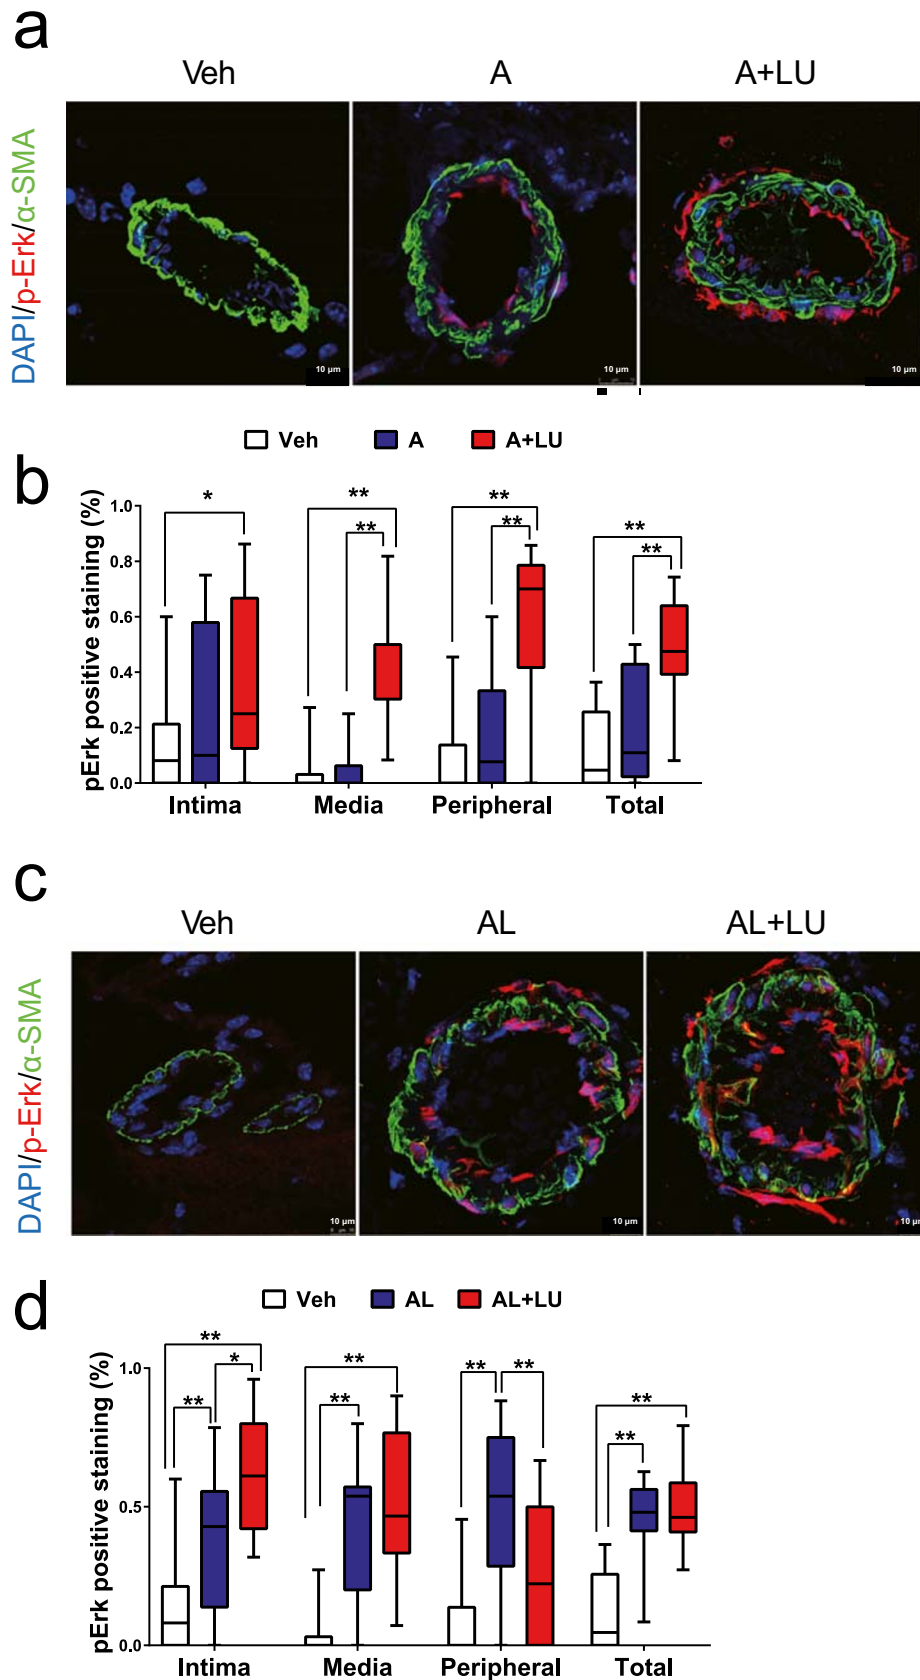 a
Veh A A+LU
DAPI/p-Erk/α-SMA
10 µm 10 µm 10 µm
Veh A A+LU
b
pErk positive staining (%)
* ** ** ** ** ** **
1.0
0.8
0.6
0.4
0.2
0.0
Intima Media Peripheral Total
c
Veh AL AL+LU
DAPI/p-Erk/α-SMA
10 µm 10 µm 10 µm
Veh AL AL+LU
d
pErk positive staining (%)
** * ** ** ** ** ** ** **
1.0
0.5
0.0
Intima Media Peripheral Total